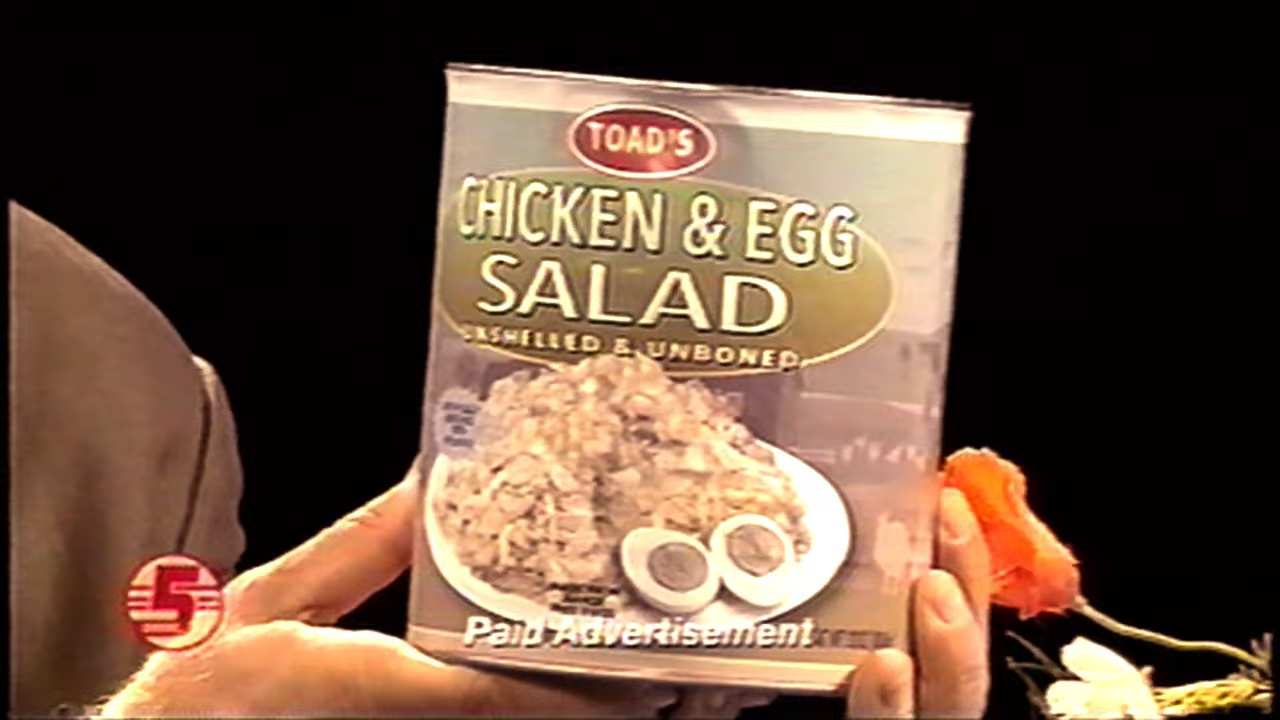 TOAD'S
CHICKEN & EGG
SALAD
UNSHELLED & UNBONED
5
Paid Advertisement